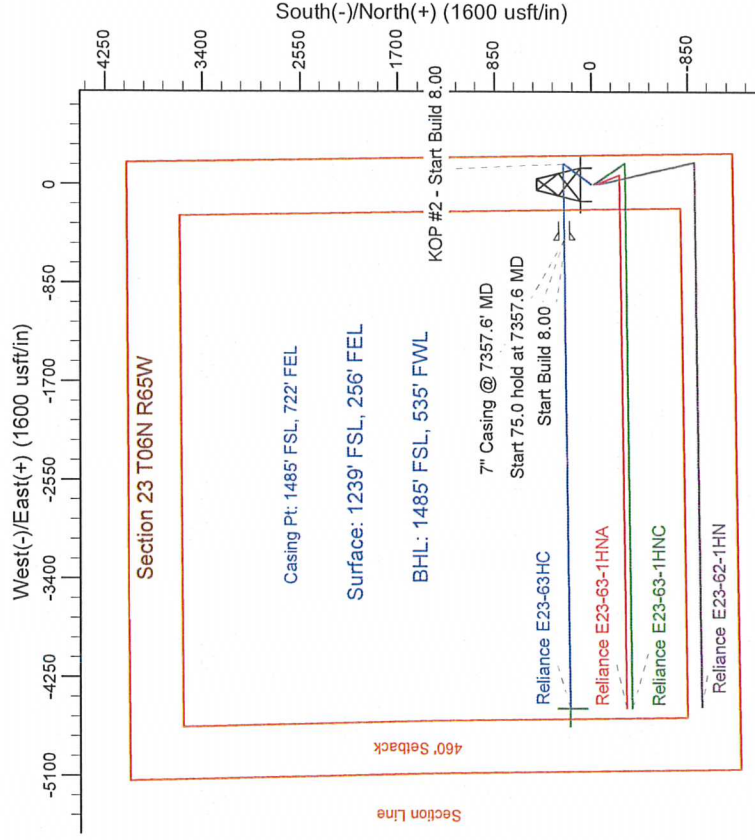 West(-)/East(+) (1600 usft/in)
-5100
-4250
-3400
-2550
-1700
-850
0
South(-)/North(+) (1600 usft/in)
4250
3400
2550
1700
850
0
-850
Section 23 T06N R65W
Casing Pt: 1485' FSL, 722' FEL
Surface: 1239' FSL, 256' FEL
BHL: 1485' FSL, 535' FWL
KOP #2 - Start Build 8.00
7" Casing @ 7357.6' MD
Start 75.0 hold at 7357.6 MD
Start Build 8.00
Reliance E23-63HC
Reliance E23-63-1HNA
Reliance E23-63-1HNC
Reliance E23-62-1HN
460' Setback
Section Line